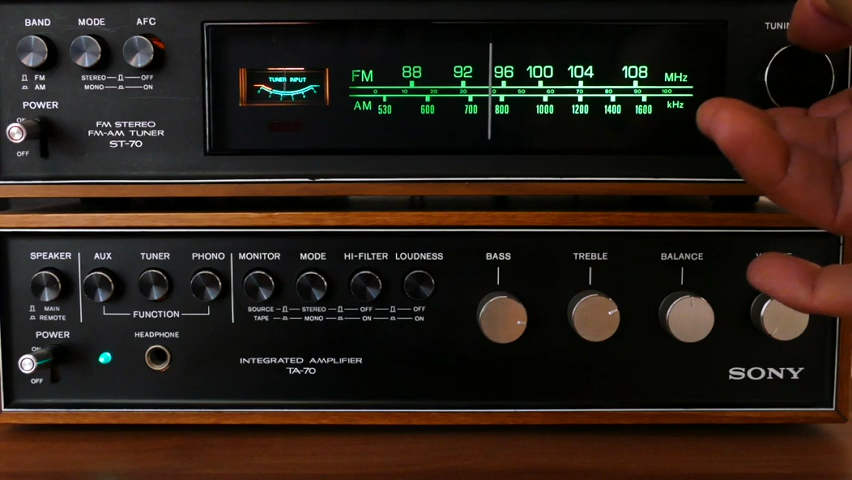 BAND MODE AFC
FM STEREO OFF
AM MONO ON
POWER
ON
OFF
FM STEREO
FM-AM TUNER
ST-70
TUNER INPUT
FM 88 92 96 100 104 108 MHz
0 10 20 30 40 50 60 70 80 90 100
AM 530 600 700 800 1000 1200 1400 1600 kHz
SPEAKER AUX TUNER PHONO MONITOR MODE HI-FILTER LOUDNESS BASS TREBLE BALANCE
MAIN
REMOTE
FUNCTION
SOURCE STEREO OFF OFF
TAPE MONO ON ON
POWER
ON
OFF
HEADPHONE
INTEGRATED AMPLIFIER
TA-70
SONY